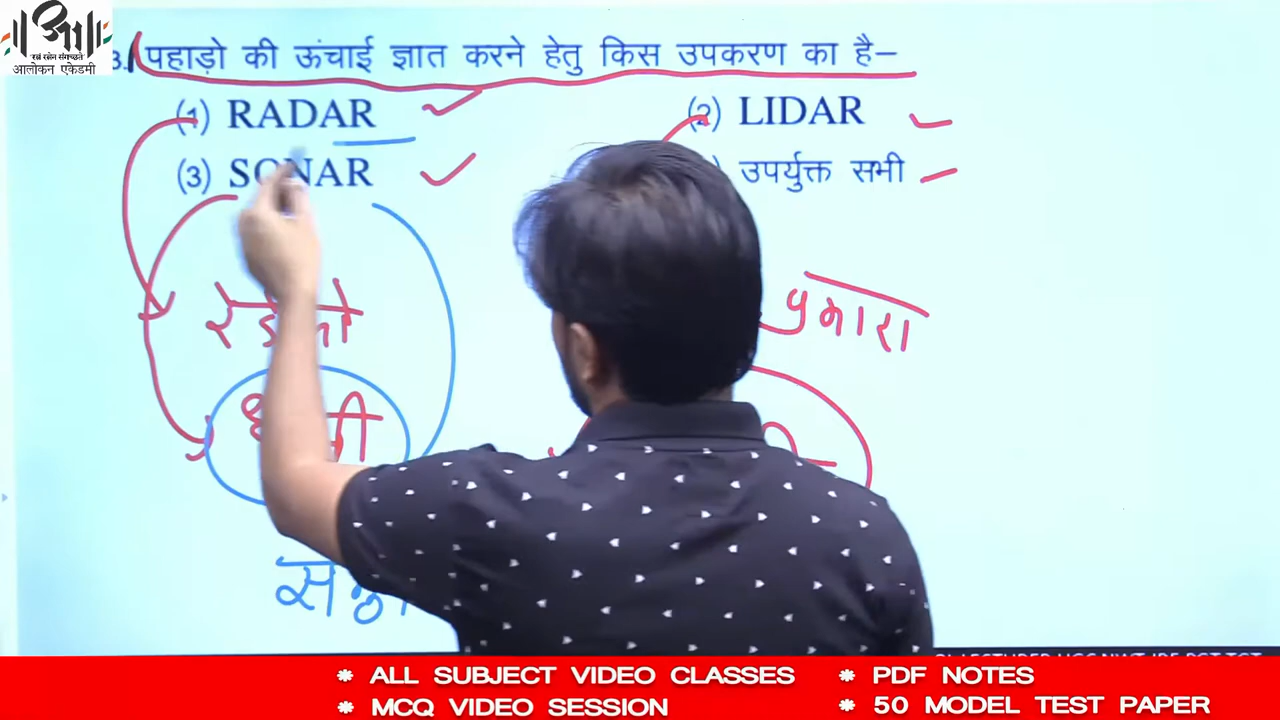 आलोकन एकेडमी
3. पहाड़ो की ऊंचाई ज्ञात करने हेतु किस उपकरण का है–
(1) RADAR (2) LIDAR
(3) SONAR उपर्युक्त सभी
प्रकारा
❋ ALL SUBJECT VIDEO CLASSES ❋ PDF NOTES
❋ MCQ VIDEO SESSION ❋ 50 MODEL TEST PAPER